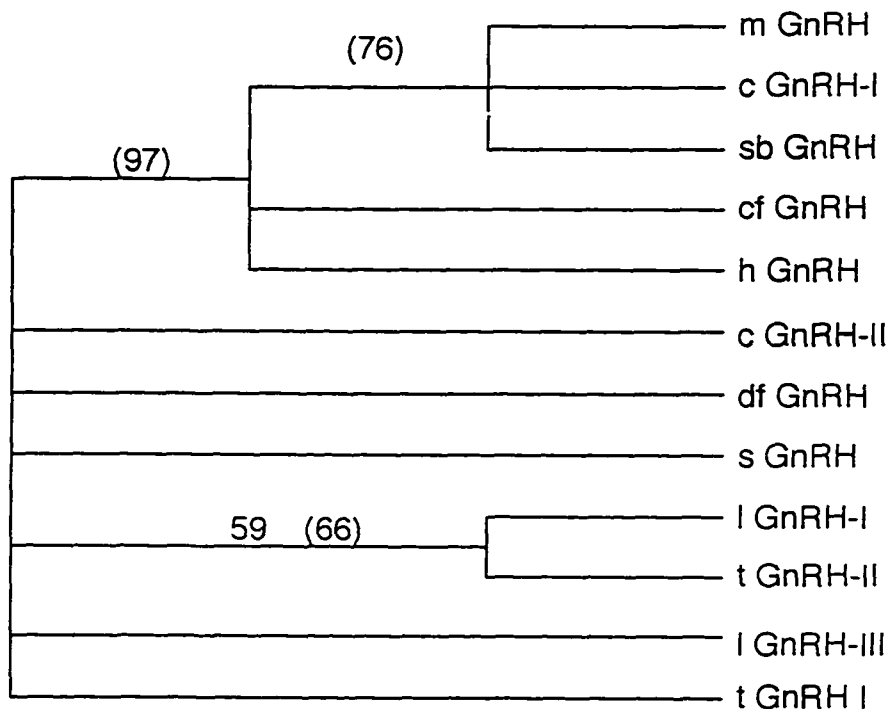 m GnRH
(76)
c GnRH-I
sb GnRH
(97)
cf GnRH
h GnRH
c GnRH-II
df GnRH
s GnRH
l GnRH-I
59 (66)
t GnRH-II
l GnRH-III
t GnRH I